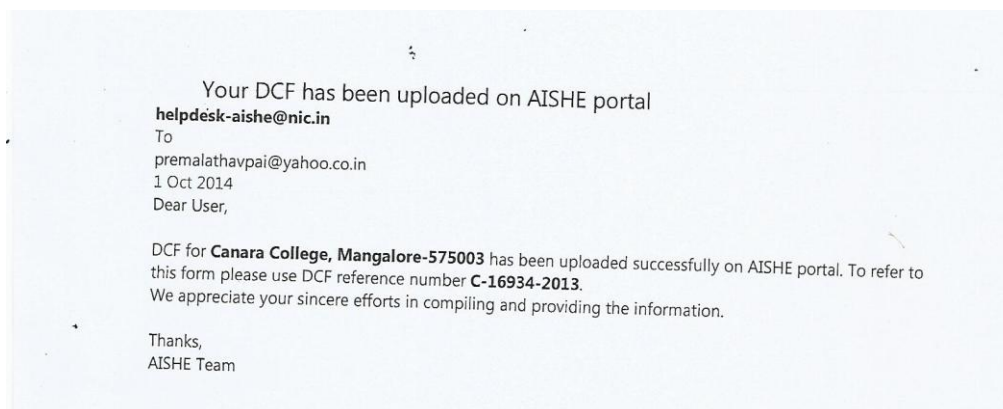 Your DCF has been uploaded on AISHE portal
helpdesk-aishe@nic.in
To
premalathavpai@yahoo.co.in
1 Oct 2014
Dear User,
DCF for Canara College, Mangalore-575003 has been uploaded successfully on AISHE portal. To refer to
this form please use DCF reference number C-16934-2013.
We appreciate your sincere efforts in compiling and providing the information.
Thanks,
AISHE Team